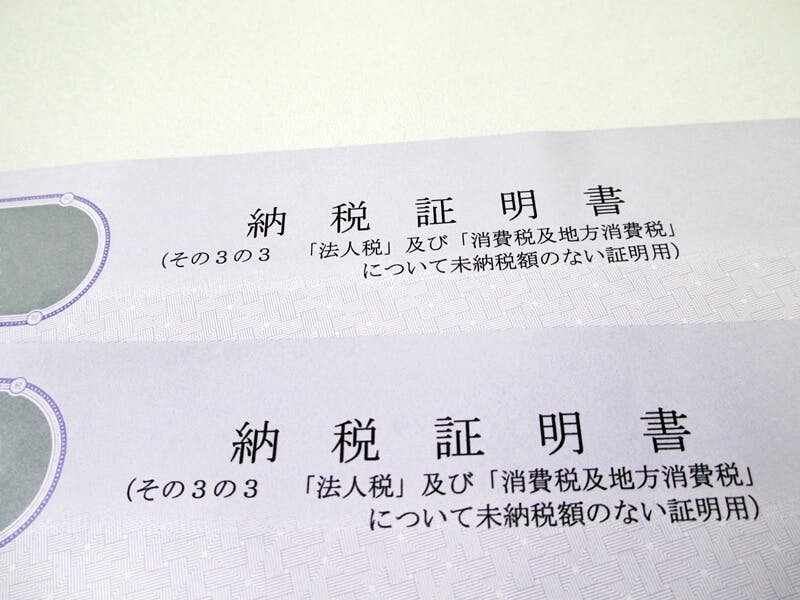 納税証明書
（その３の３　「法人税」及び「消費税及地方消費税」
について未納税額のない証明用）
納税証明書
（その３の３　「法人税」及び「消費税及地方消費税」
について未納税額のない証明用）